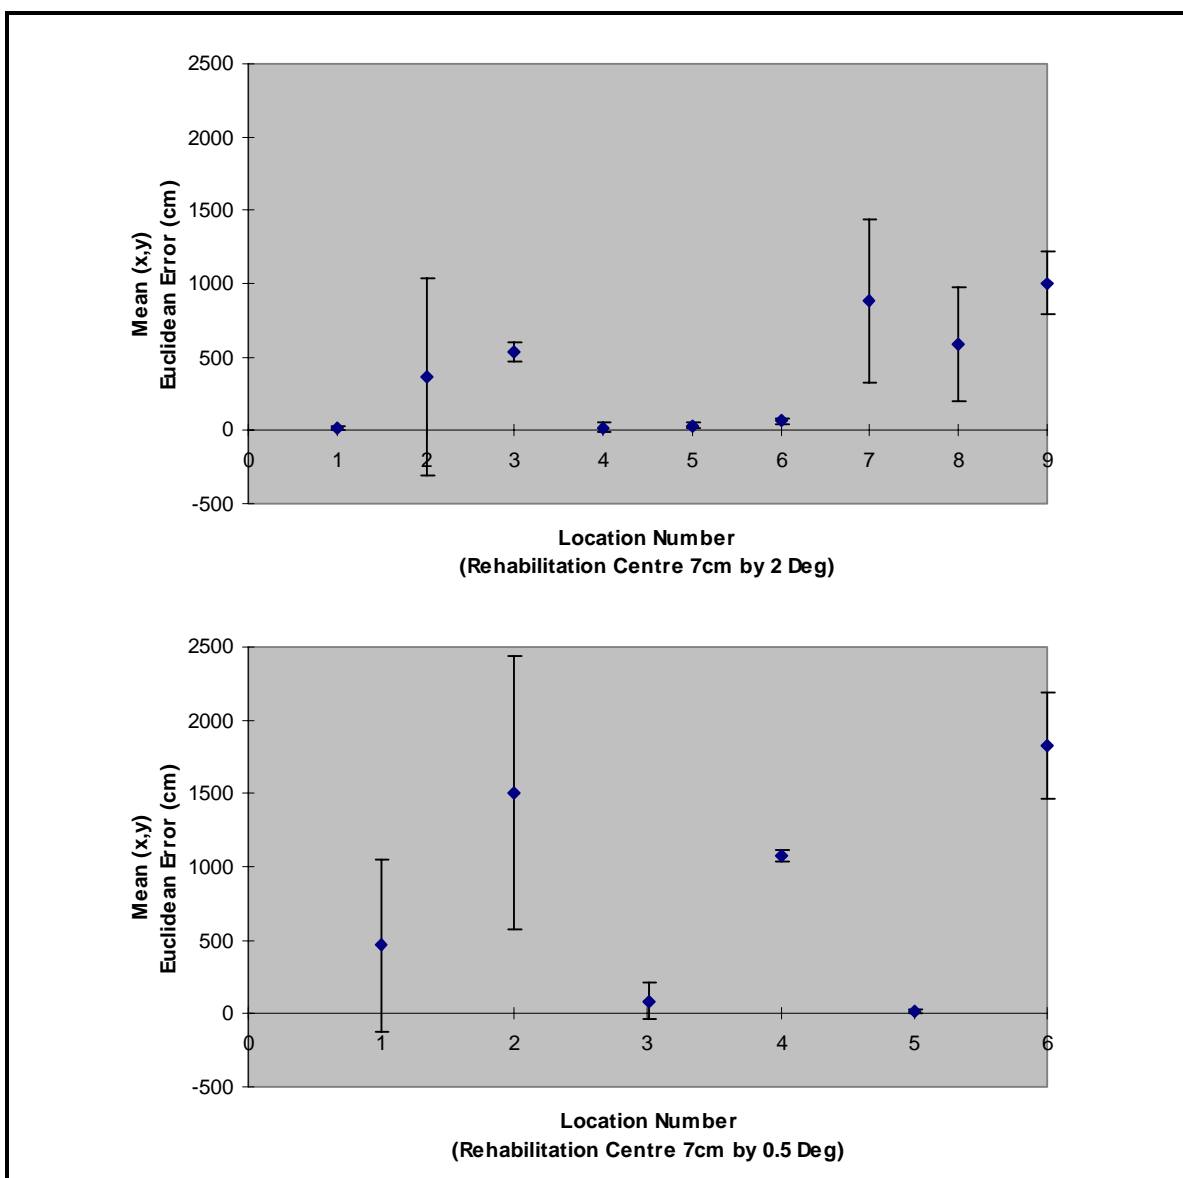 2500
2000
1500
1000
500
0
-500
Mean (x,y)
Euclidean Error (cm)
0 1 2 3 4 5 6 7 8 9
Location Number
(Rehabilitation Centre 7cm by 2 Deg)
2500
2000
1500
1000
500
0
-500
Mean (x,y)
Euclidean Error (cm)
0 1 2 3 4 5 6
Location Number
(Rehabilitation Centre 7cm by 0.5 Deg)